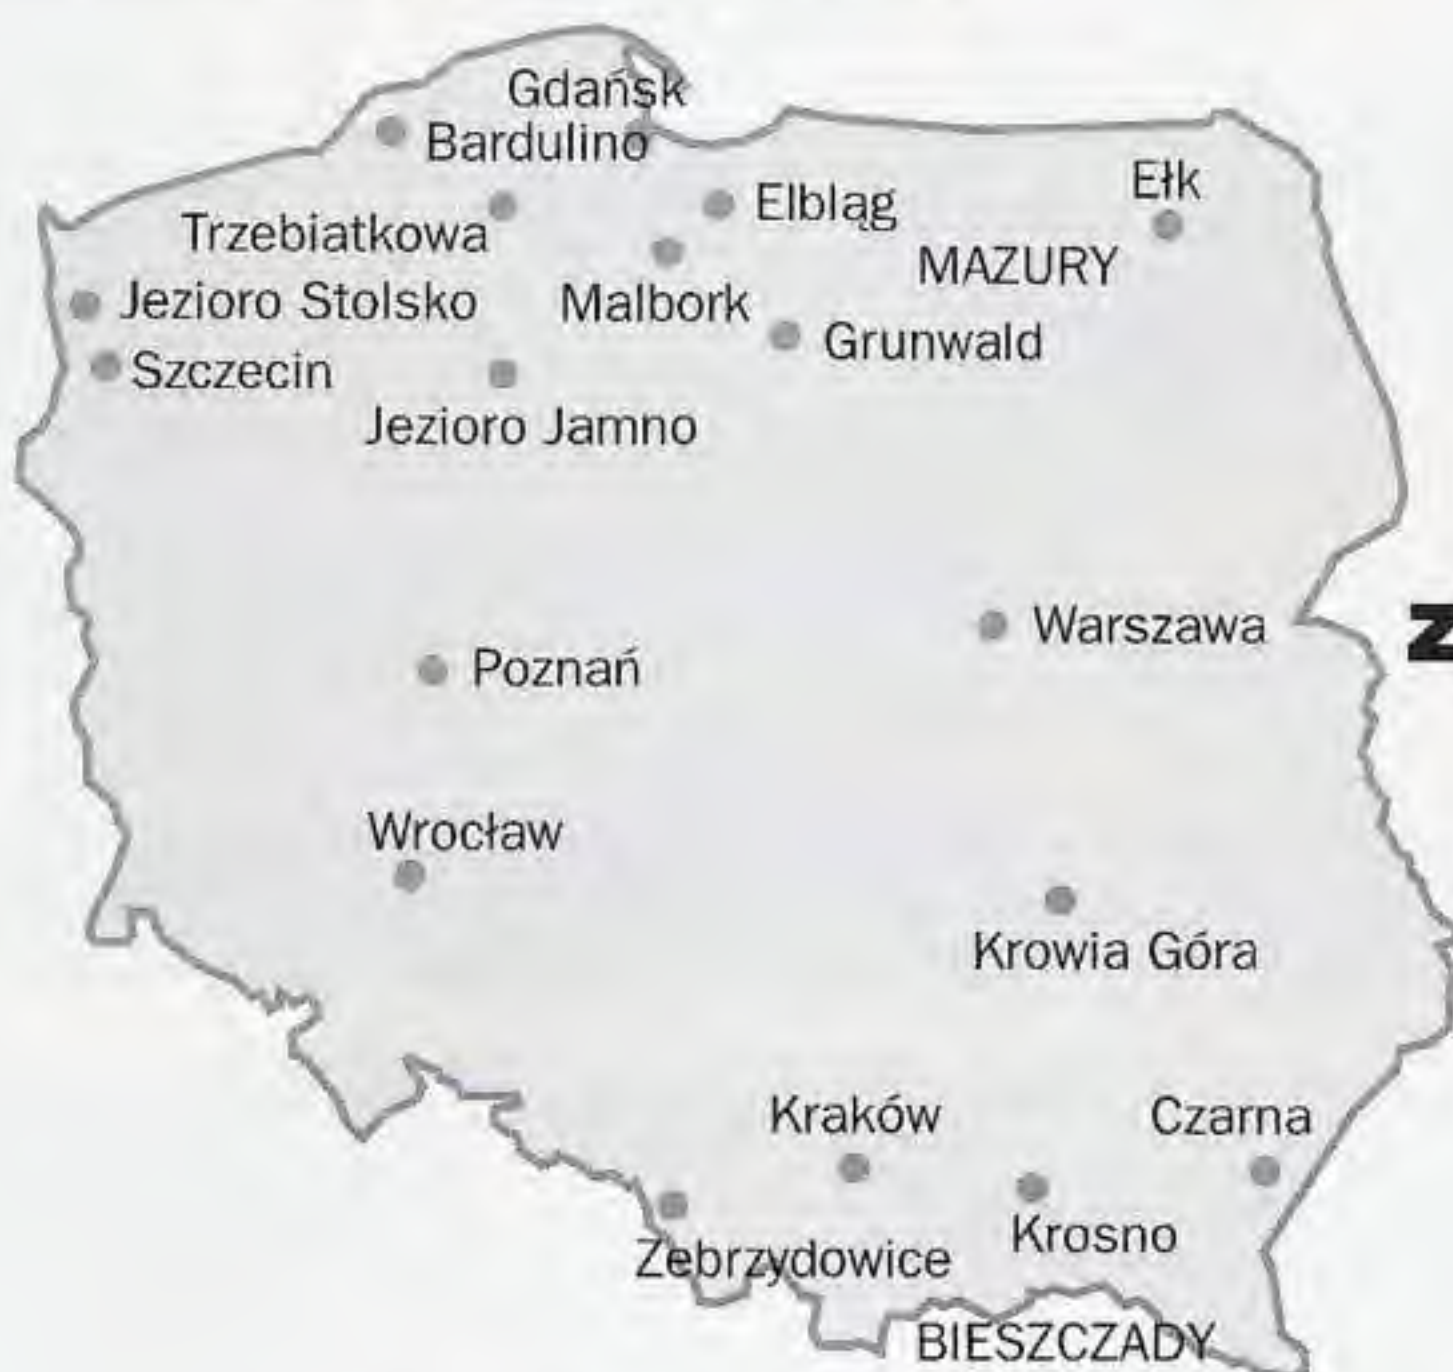 Gdańsk
Bardulino
Ełk
Elbląg
Trzebiatkowa
MAZURY
Jezioro Stolsko
Malbork
Grunwald
Szczecin
Jezioro Jamno
Warszawa
z
Poznań
Wrocław
Krowia Góra
Kraków
Czarna
Krosno
Zebrzydowice
BIESZCZADY